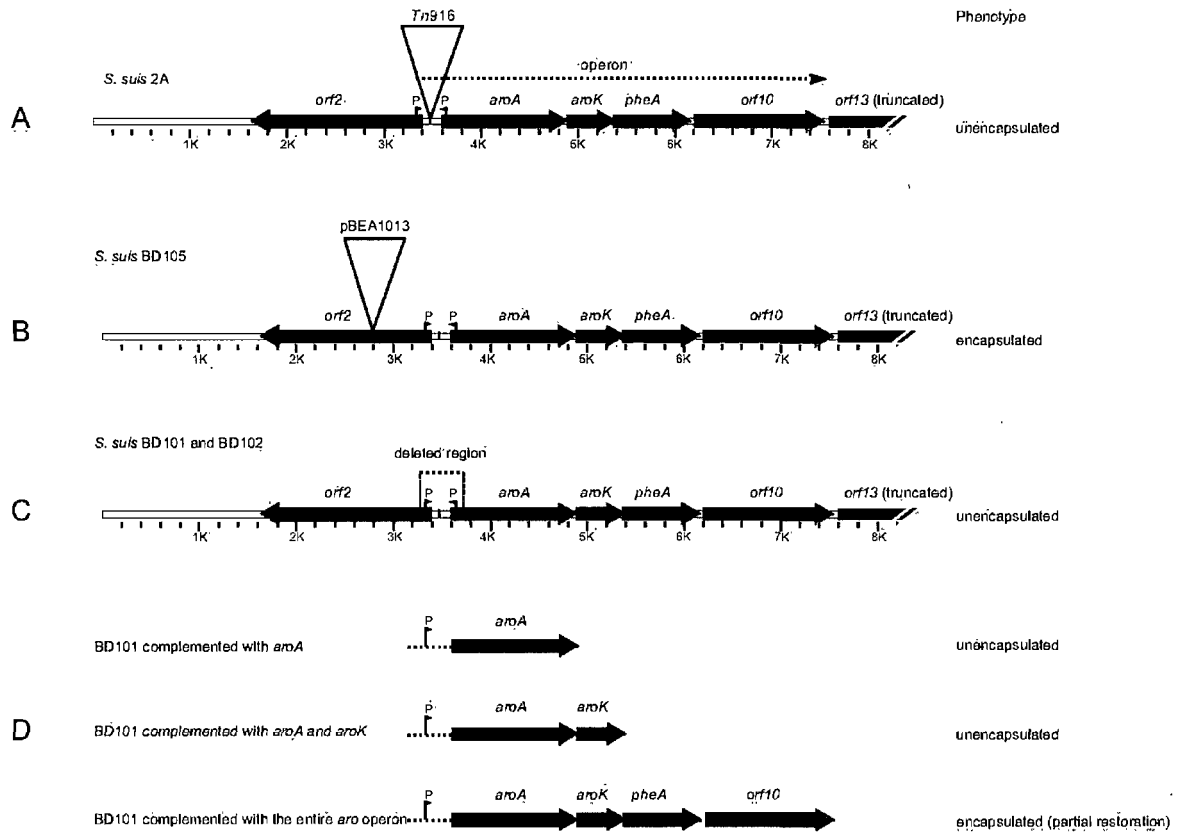 Tn916 Phenotype
S. suis 2A operon
orf2 P P aroA aroK pheA orf10 orf13 (truncated)
A unencapsulated
1K 2K 3K 4K 5K 6K 7K 8K
pBEA1013
S. suis BD105
orf2 P P aroA aroK pheA orf10 orf13 (truncated)
B encapsulated
1K 2K 3K 4K 5K 6K 7K 8K
S. suis BD101 and BD102
deleted region
orf2 P P aroA aroK pheA orf10 orf13 (truncated)
C unencapsulated
1K 2K 3K 4K 5K 6K 7K 8K
P aroA
BD101 complemented with aroA unencapsulated
P aroA aroK
D BD101 complemented with aroA and aroK unencapsulated
P aroA aroK pheA orf10
BD101 complemented with the entire aro operon encapsulated (partial restoration)